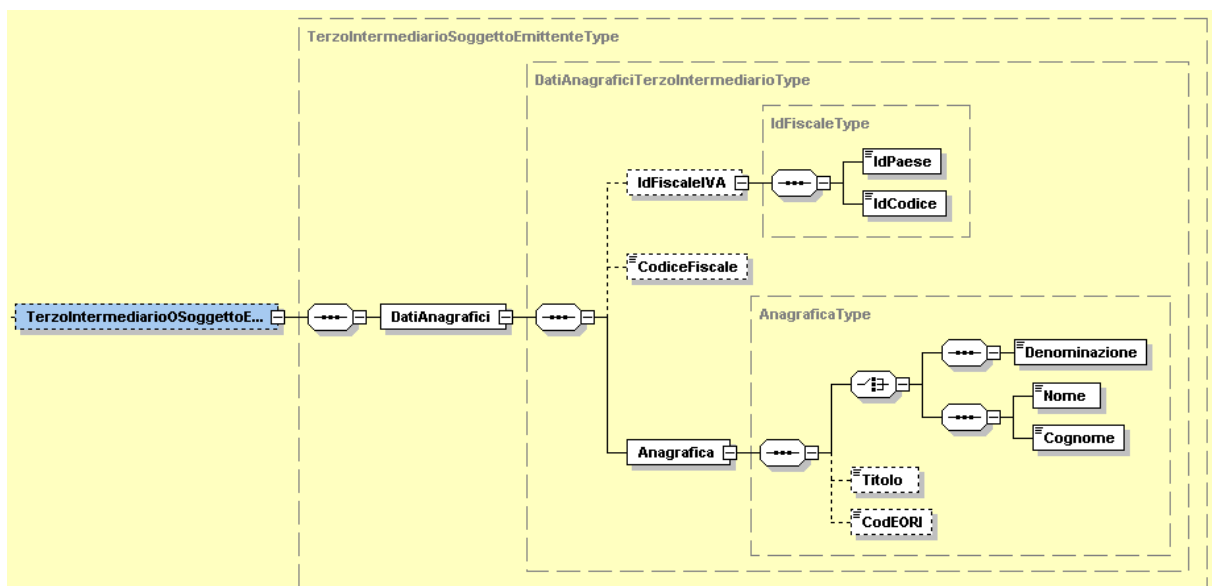 TerzoIntermediarioSoggettoEmittenteType
DatiAnagraficiTerzoIntermediarioType
IdFiscaleType
IdPaese
IdFiscaleIVA
IdCodice
CodiceFiscale
TerzoIntermediarioOSoggettoE...
DatiAnagrafici
AnagraficaType
Denominazione
Nome
Cognome
Anagrafica
Titolo
CodEORI